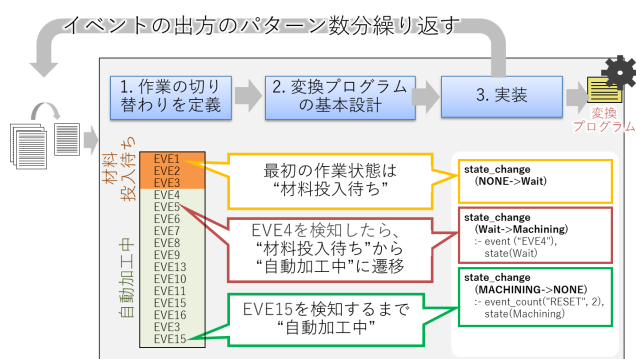 イベントの出方のパターン数分繰り返す
1. 作業の切り
替わりを定義
2. 変換プログラム
の基本設計
3. 実装
変換
プログラム
材料
投入待ち
自動加工中
EVE1
EVE2
EVE3
EVE4
EVE5
EVE6
EVE7
EVE8
EVE9
EVE13
EVE10
EVE11
EVE15
EVE16
EVE3
EVE15
最初の作業状態は
“材料投入待ち”
EVE4を検知したら、
“材料投入待ち”から
“自動加工中”に遷移
EVE15を検知するまで
“自動加工中”
state_change
(NONE->Wait)
state_change
(Wait->Machining)
:- event (“EVE4”),
state(Wait)
state_change
(MACHINING->NONE)
:- event_count("RESET", 2),
state(Machining)